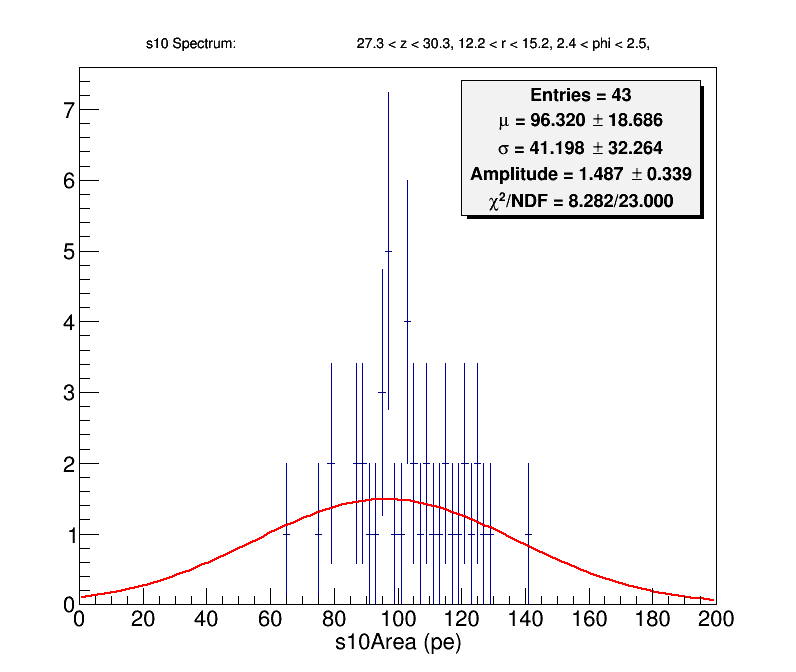 s10 Spectrum: 27.3 < z < 30.3, 12.2 < r < 15.2, 2.4 < phi < 2.5,
Entries = 43
μ = 96.320 ± 18.686
σ = 41.198 ± 32.264
Amplitude = 1.487 ± 0.339
χ²/NDF = 8.282/23.000
7
6
5
4
3
2
1
0
0 20 40 60 80 100 120 140 160 180 200
s10Area (pe)